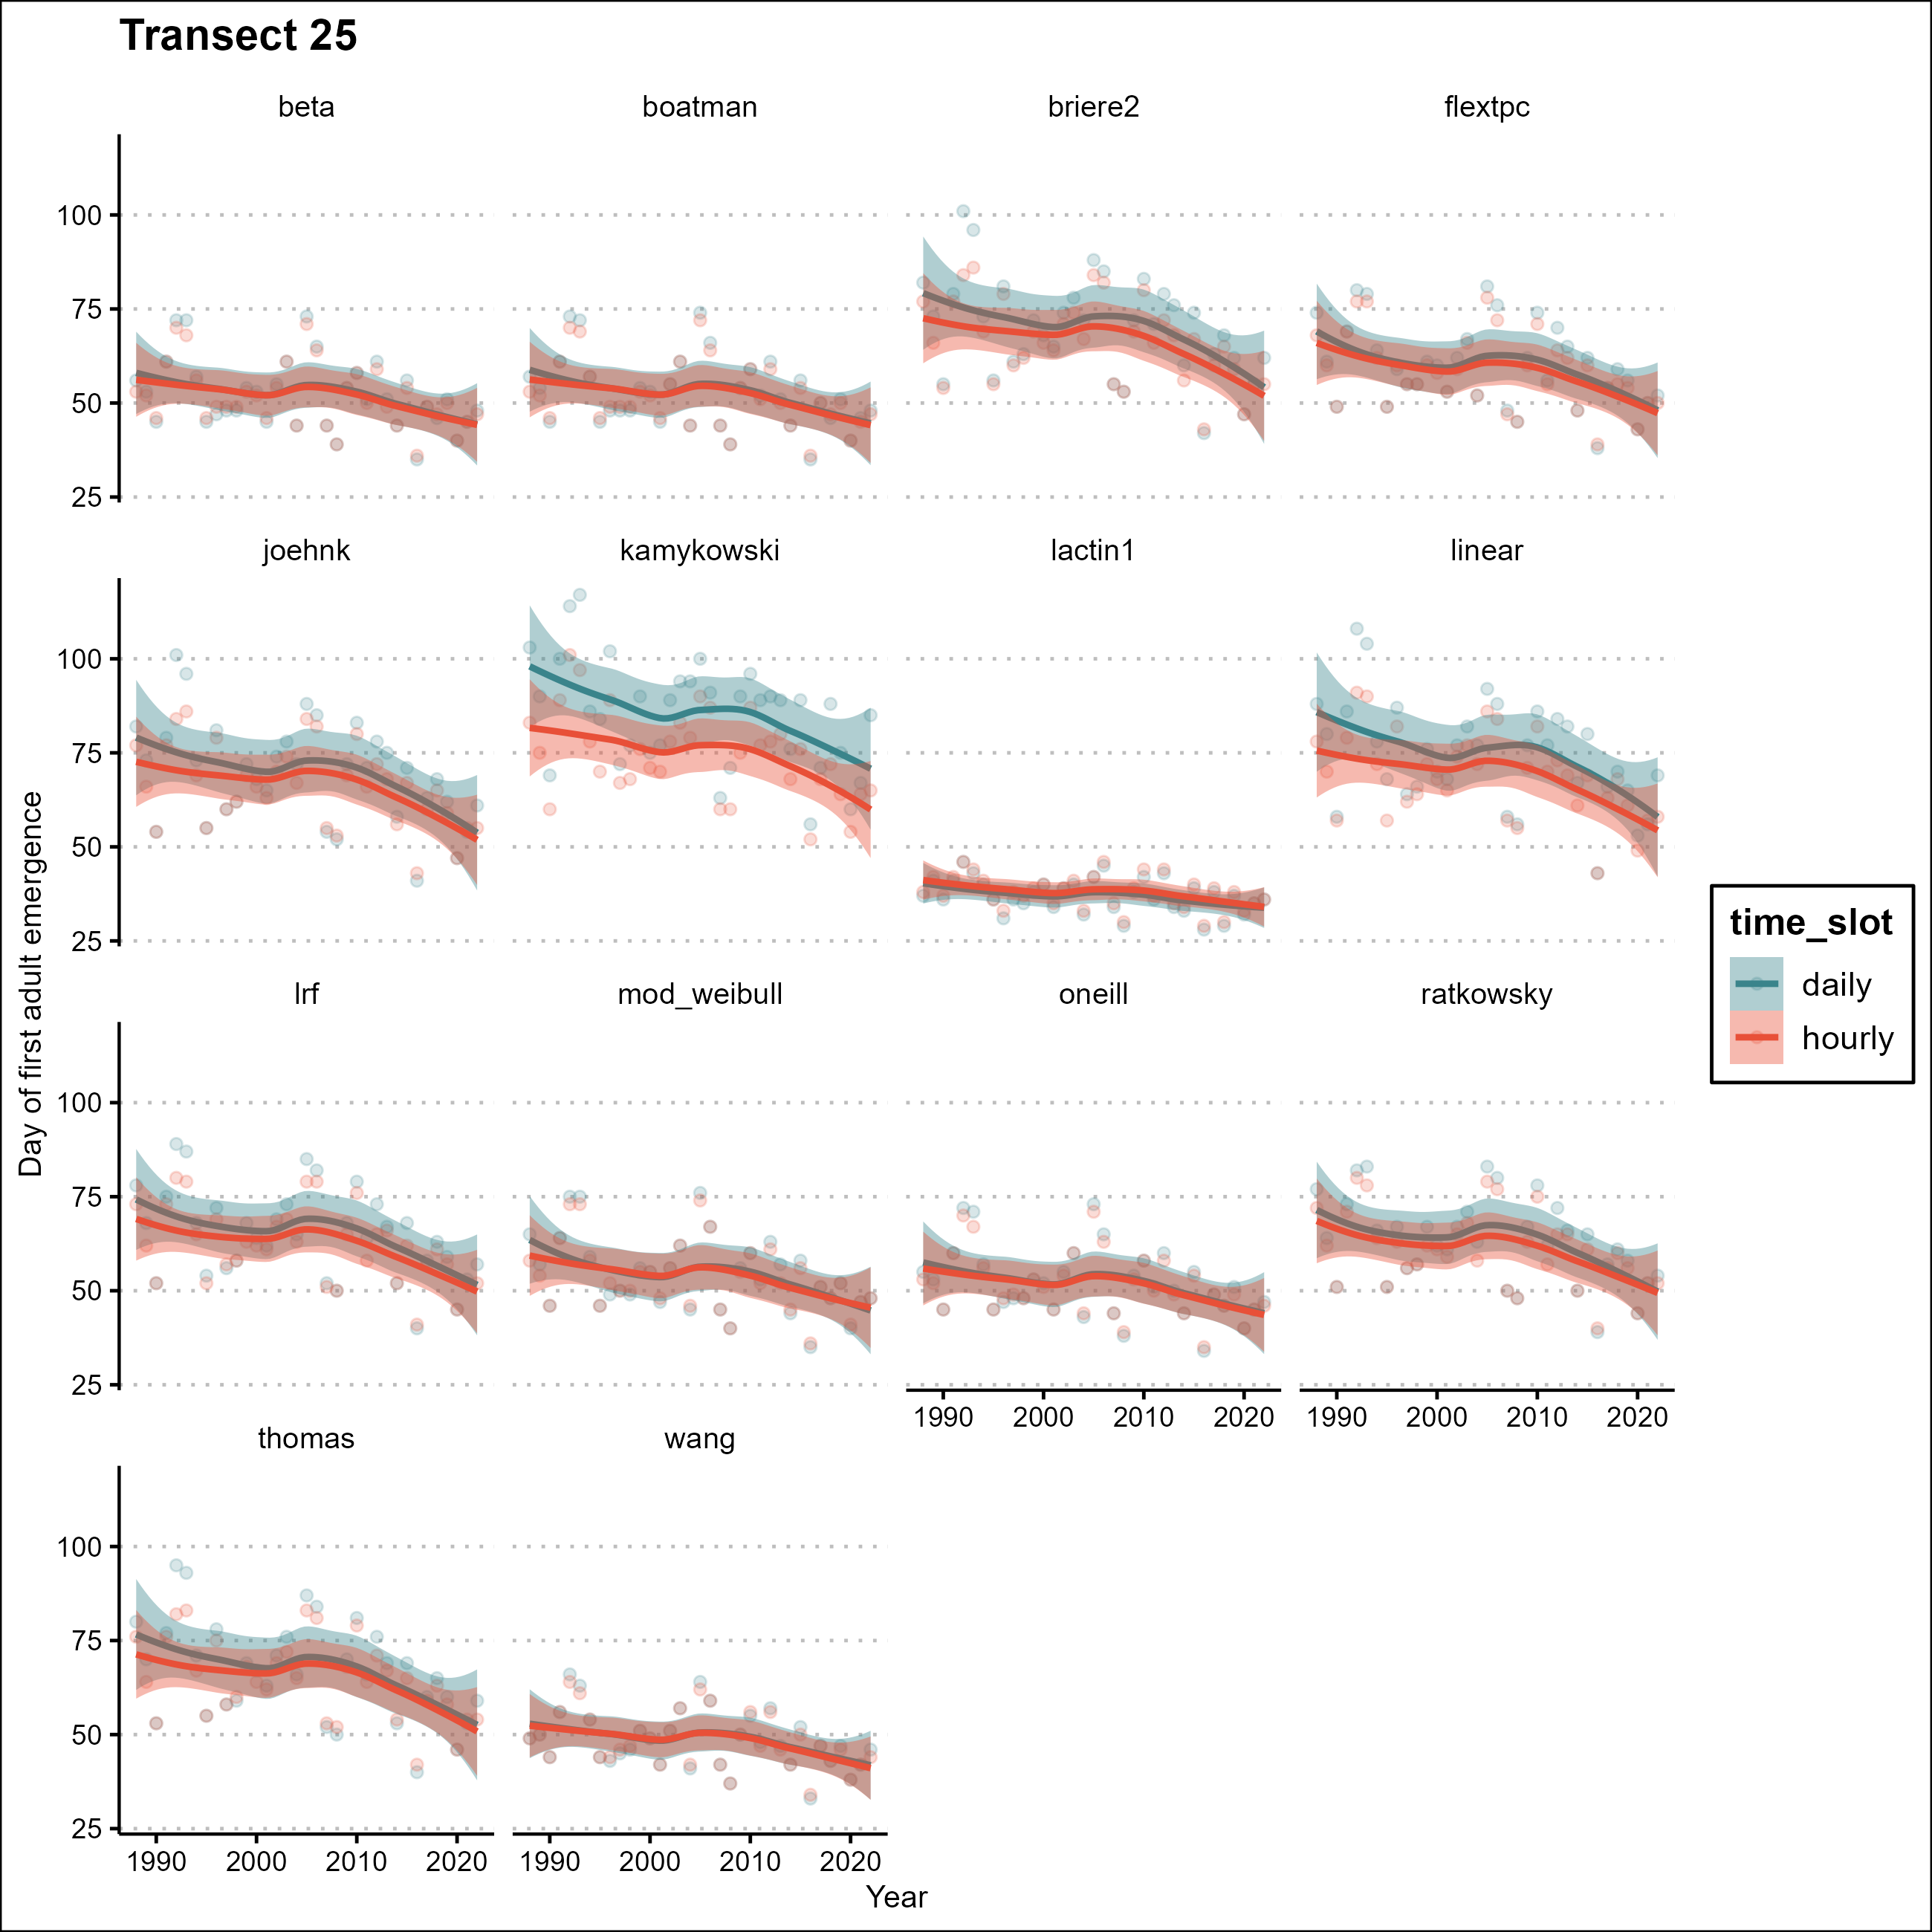 Transect 25
beta boatman briere2 flextpc
100
75
50
25
joehnk kamykowski lactin1 linear
100
75
50
25
lrf mod_weibull oneill ratkowsky
100
75
50
25
1990 2000 2010 2020 1990 2000 2010 2020
thomas wang
100
75
50
25
1990 2000 2010 2020 1990 2000 2010 2020
Year
Day of first adult emergence
time_slot
daily
hourly